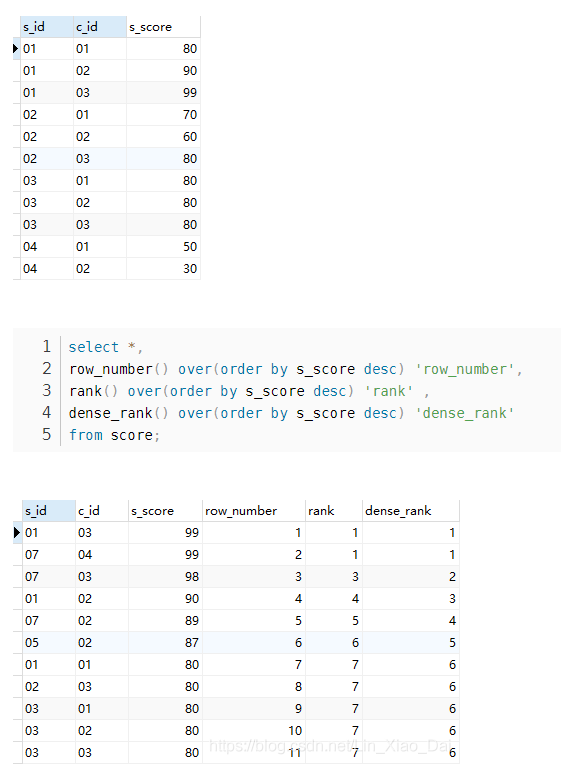 s_id c_id s_score
01 01 80
01 02 90
01 03 99
02 01 70
02 02 60
02 03 80
03 01 80
03 02 80
03 03 80
04 01 50
04 02 30
1 select *,
2 row_number() over(order by s_score desc) 'row_number',
3 rank() over(order by s_score desc) 'rank' ,
4 dense_rank() over(order by s_score desc) 'dense_rank'
5 from score;
s_id c_id s_score row_number rank dense_rank
01 03 99 1 1 1
07 04 99 2 1 1
07 03 98 3 3 2
01 02 90 4 4 3
07 02 89 5 5 4
05 02 87 6 6 5
01 01 80 7 7 6
02 03 80 8 7 6
03 01 80 9 7 6
03 02 80 10 7 6
03 03 80 11 7 6